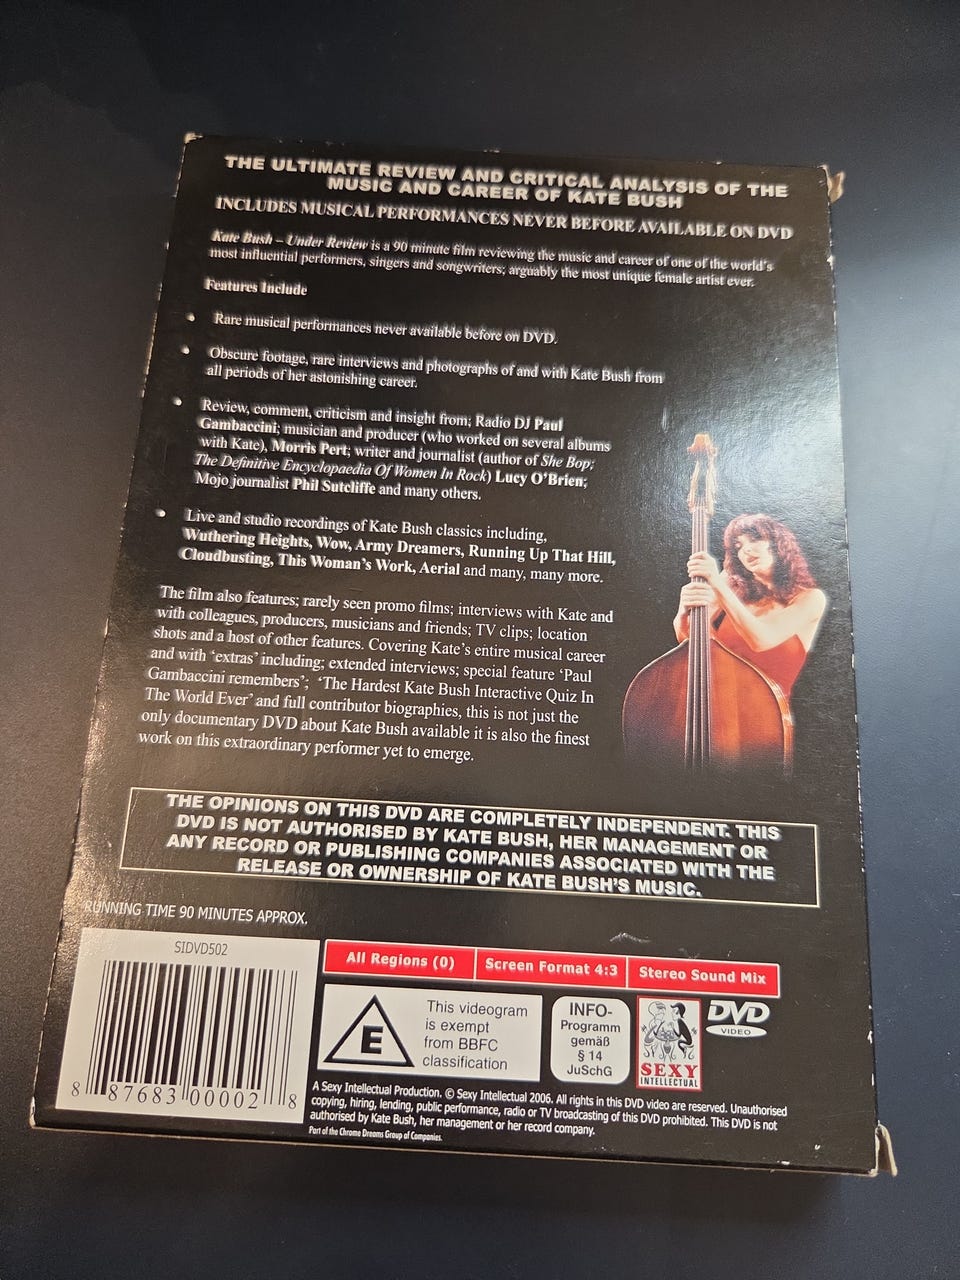 THE ULTIMATE REVIEW AND CRITICAL ANALYSIS OF THE
MUSIC AND CAREER OF KATE BUSH
INCLUDES MUSICAL PERFORMANCES NEVER BEFORE AVAILABLE ON DVD
Kate Bush – Under Review is a 90 minute film reviewing the music and career of one of the world's
most influential performers, singers and songwriters; arguably the most unique female artist ever.
Features Include
• Rare musical performances never available before on DVD.
• Obscure footage, rare interviews and photographs of and with Kate Bush from
all periods of her astonishing career.
• Review, comment, criticism and insight from; Radio DJ Paul
Gambaccini; musician and producer (who worked on several albums
with Kate), Morris Pert; writer and journalist (author of She Bop;
The Definitive Encyclopaedia Of Women In Rock) Lucy O'Brien;
Mojo journalist Phil Sutcliffe and many others.
• Live and studio recordings of Kate Bush classics including,
Wuthering Heights, Wow, Army Dreamers, Running Up That Hill,
Cloudbusting, This Woman's Work, Aerial and many, many more.
The film also features; rarely seen promo films; interviews with Kate and
with colleagues, producers, musicians and friends; TV clips; location
shots and a host of other features. Covering Kate's entire musical career
and with 'extras' including; extended interviews; special feature 'Paul
Gambaccini remembers'; 'The Hardest Kate Bush Interactive Quiz In
The World Ever' and full contributor biographies, this is not just the
only documentary DVD about Kate Bush available it is also the finest
work on this extraordinary performer yet to emerge.
THE OPINIONS ON THIS DVD ARE COMPLETELY INDEPENDENT. THIS
DVD IS NOT AUTHORISED BY KATE BUSH, HER MANAGEMENT OR
ANY RECORD OR PUBLISHING COMPANIES ASSOCIATED WITH THE
RELEASE OR OWNERSHIP OF KATE BUSH'S MUSIC.
RUNNING TIME 90 MINUTES APPROX.
SIDVD502
8 87683 00002 8
All Regions (0)
Screen Format 4:3
Stereo Sound Mix
E
This videogram
is exempt
from BBFC
classification
INFO-
Programm
gemäß
§ 14
JuSchG
SEXY
INTELLECTUAL
DVD
VIDEO
A Sexy Intellectual Production. © Sexy Intellectual 2006. All rights in this DVD video are reserved. Unauthorised
copying, hiring, lending, public performance, radio or TV broadcasting of this DVD prohibited. This DVD is not
authorised by Kate Bush, her management or her record company.
Part of the Chrome Dreams Group of Companies.